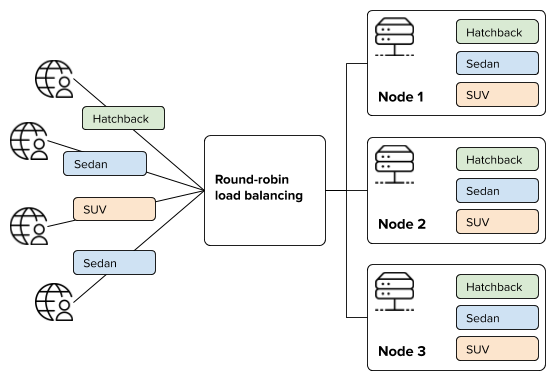 Hatchback
Sedan
SUV
Sedan
Round-robin
load balancing
Hatchback
Sedan
SUV
Node 1
Hatchback
Sedan
SUV
Node 2
Hatchback
Sedan
SUV
Node 3